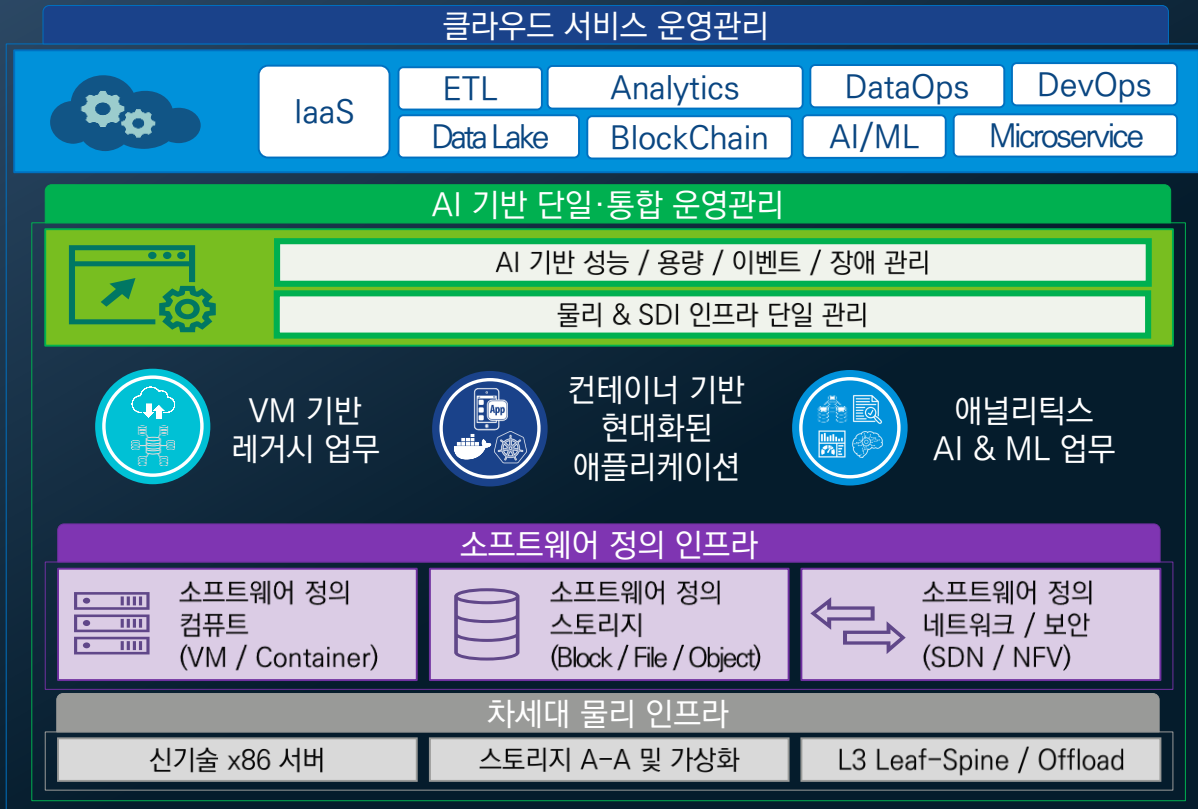 클라우드 서비스 운영관리
IaaS
ETL
Analytics
DataOps
DevOps
Data Lake
BlockChain
AI/ML
Microservice
AI 기반 단일·통합 운영관리
AI 기반 성능 / 용량 / 이벤트 / 장애 관리
물리 & SDI 인프라 단일 관리
VM 기반
레거시 업무
App
컨테이너 기반
현대화된
애플리케이션
애널리틱스
AI & ML 업무
소프트웨어 정의 인프라
소프트웨어 정의
컴퓨트
(VM / Container)
소프트웨어 정의
스토리지
(Block / File / Object)
소프트웨어 정의
네트워크 / 보안
(SDN / NFV)
차세대 물리 인프라
신기술 x86 서버
스토리지 A-A 및 가상화
L3 Leaf-Spine / Offload